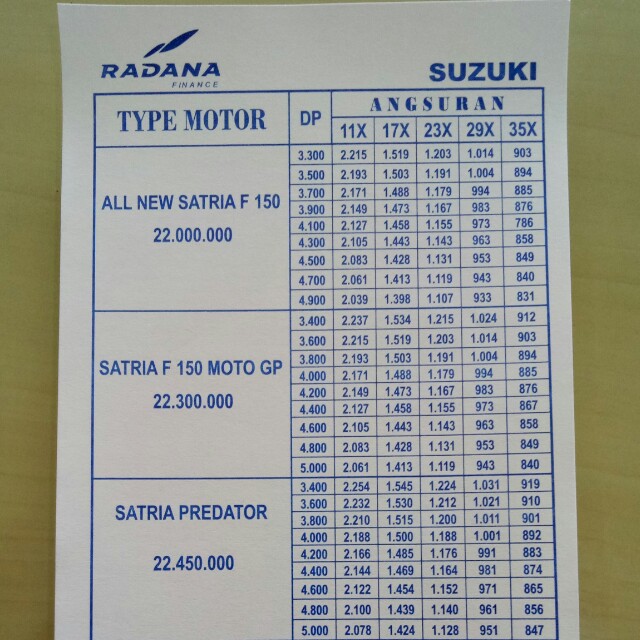 RADANA
FINANCE
SUZUKI
TYPE MOTOR DP ANGSURAN
11X 17X 23X 29X 35X
ALL NEW SATRIA F 150
22.000.000
3.300 2.215 1.519 1.203 1.014 903
3.500 2.193 1.503 1.191 1.004 894
3.700 2.171 1.488 1.179 994 885
3.900 2.149 1.473 1.167 983 876
4.100 2.127 1.458 1.155 973 786
4.300 2.105 1.443 1.143 963 858
4.500 2.083 1.428 1.131 953 849
4.700 2.061 1.413 1.119 943 840
4.900 2.039 1.398 1.107 933 831
SATRIA F 150 MOTO GP
22.300.000
3.400 2.237 1.534 1.215 1.024 912
3.600 2.215 1.519 1.203 1.014 903
3.800 2.193 1.503 1.191 1.004 894
4.000 2.171 1.488 1.179 994 885
4.200 2.149 1.473 1.167 983 876
4.400 2.127 1.458 1.155 973 867
4.600 2.105 1.443 1.143 963 858
4.800 2.083 1.428 1.131 953 849
5.000 2.061 1.413 1.119 943 840
SATRIA PREDATOR
22.450.000
3.400 2.254 1.545 1.224 1.031 919
3.600 2.232 1.530 1.212 1.021 910
3.800 2.210 1.515 1.200 1.011 901
4.000 2.188 1.500 1.188 1.001 892
4.200 2.166 1.485 1.176 991 883
4.400 2.144 1.469 1.164 981 874
4.600 2.122 1.454 1.152 971 865
4.800 2.100 1.439 1.140 961 856
5.000 2.078 1.424 1.128 951 847